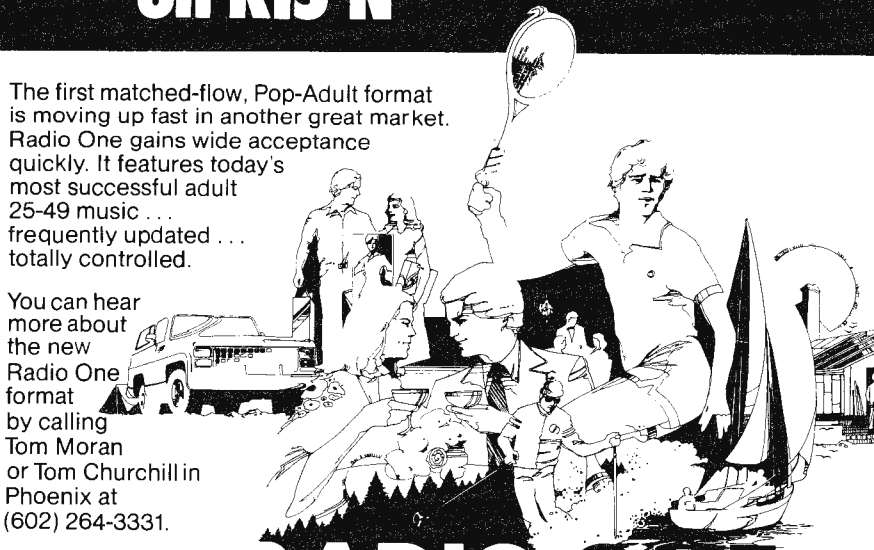 on KIS'N
The first matched-flow, Pop-Adult format
is moving up fast in another great market.
Radio One gains wide acceptance
quickly. It features today's
most successful adult
25-49 music ...
frequently updated ...
totally controlled.
You can hear
more about
the new
Radio One
format
by calling
Tom Moran
or Tom Churchill in
Phoenix at
(602) 264-3331.